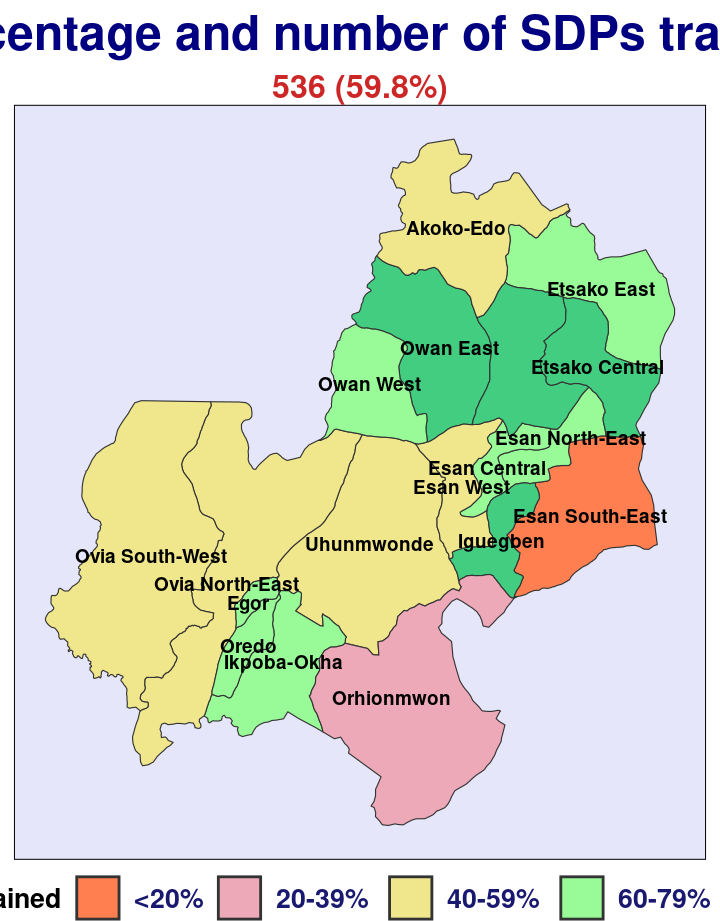 centage and number of SDPs tra
536 (59.8%)
Akoko-Edo
Etsako East
Owan East
Etsako Central
Owan West
Esan North-East
Esan Central
Esan West
Esan South-East
Iguegben
Uhunmwonde
Ovia South-West
Ovia North-East
Egor
Oredo
Ikpoba-Okha
Orhionmwon
ained <20% 20-39% 40-59% 60-79%